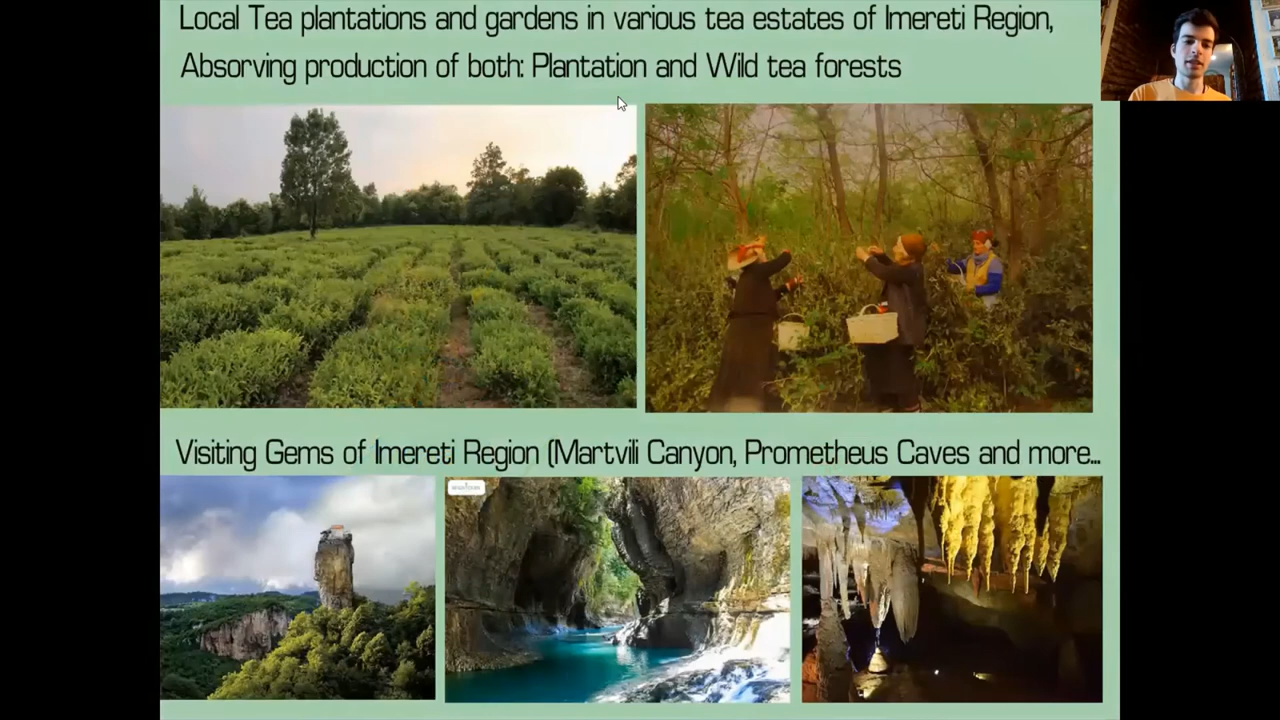 Local Tea plantations and gardens in various tea estates of Imereti Region,
Absorving production of both: Plantation and Wild tea forests
Visiting Gems of Imereti Region (Martvili Canyon, Prometheus Caves and more...